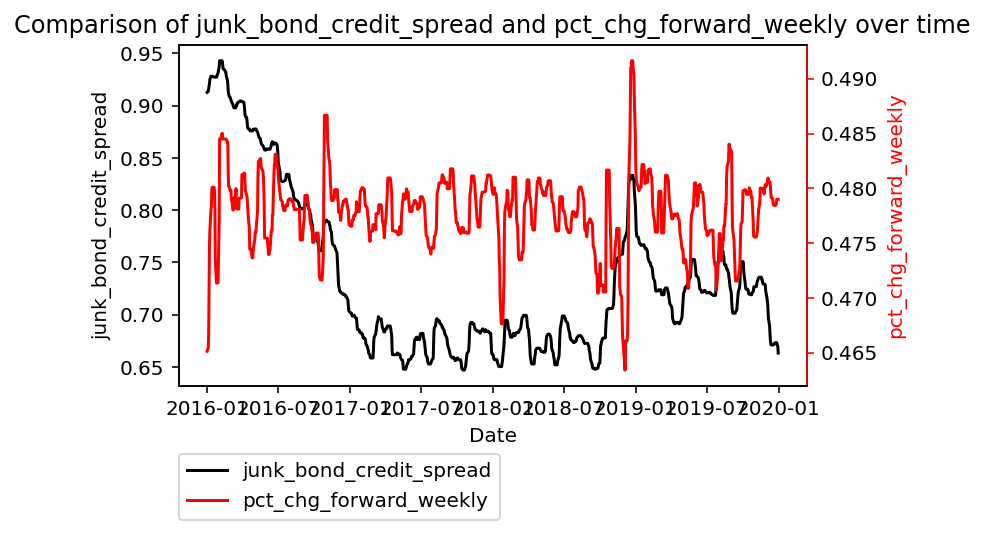 Comparison of junk_bond_credit_spread and pct_chg_forward_weekly over time
junk_bond_credit_spread
0.95
0.90
0.85
0.80
0.75
0.70
0.65
0.490
0.485
0.480
0.475
0.470
0.465
pct_chg_forward_weekly
2016-01 2016-07 2017-01 2017-07 2018-01 2018-07 2019-01 2019-07 2020-01
Date
junk_bond_credit_spread
pct_chg_forward_weekly